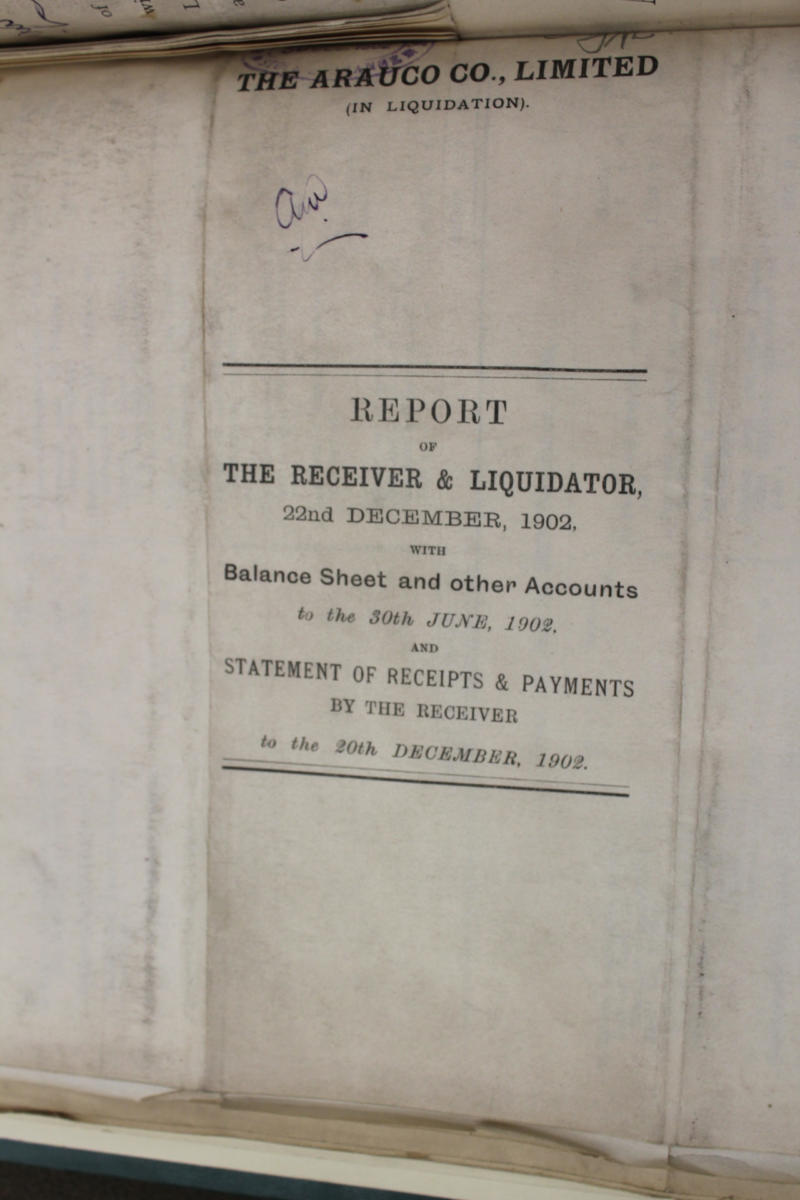 THE ARAUCO CO., LIMITED
(IN LIQUIDATION).
REPORT
OF
THE RECEIVER & LIQUIDATOR,
22nd DECEMBER, 1902,
WITH
Balance Sheet and other Accounts
to the 30th JUNE, 1902.
AND
STATEMENT OF RECEIPTS & PAYMENTS
BY THE RECEIVER
to the 20th DECEMBER, 1902.